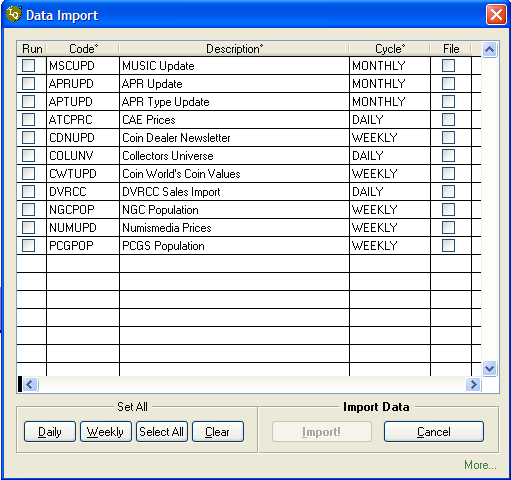 Data Import
Run Code* Description* Cycle* File
MSCUPD MUSIC Update MONTHLY
APRUPD APR Update MONTHLY
APTUPD APR Type Update MONTHLY
ATCPRC CAE Prices DAILY
CDNUPD Coin Dealer Newsletter WEEKLY
COLUNV Collectors Universe DAILY
CWTUPD Coin World's Coin Values WEEKLY
DVRCC DVRCC Sales Import DAILY
NGCPOP NGC Population WEEKLY
NUMUPD Numismedia Prices WEEKLY
PCGPOP PCGS Population WEEKLY
Set All Import Data
Daily Weekly Select All Clear Import! Cancel
More...